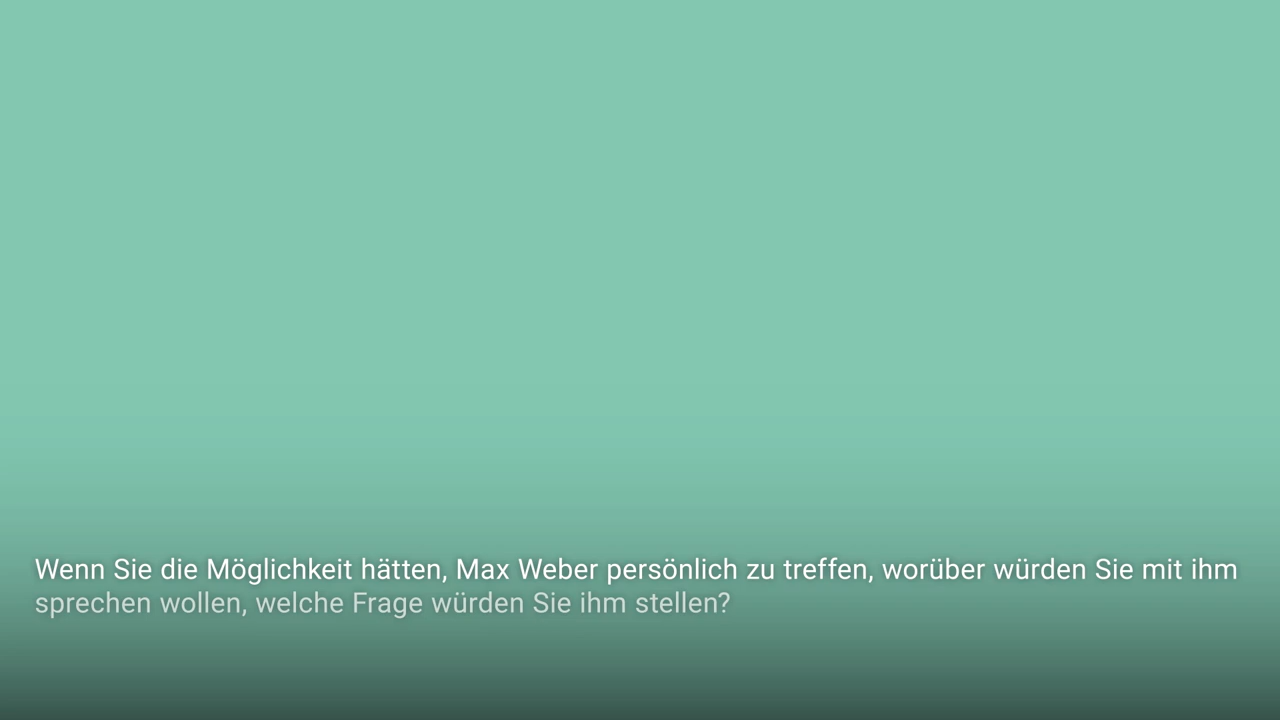 Wenn Sie die Möglichkeit hätten, Max Weber persönlich zu treffen, worüber würden Sie mit ihm
sprechen wollen, welche Frage würden Sie ihm stellen?